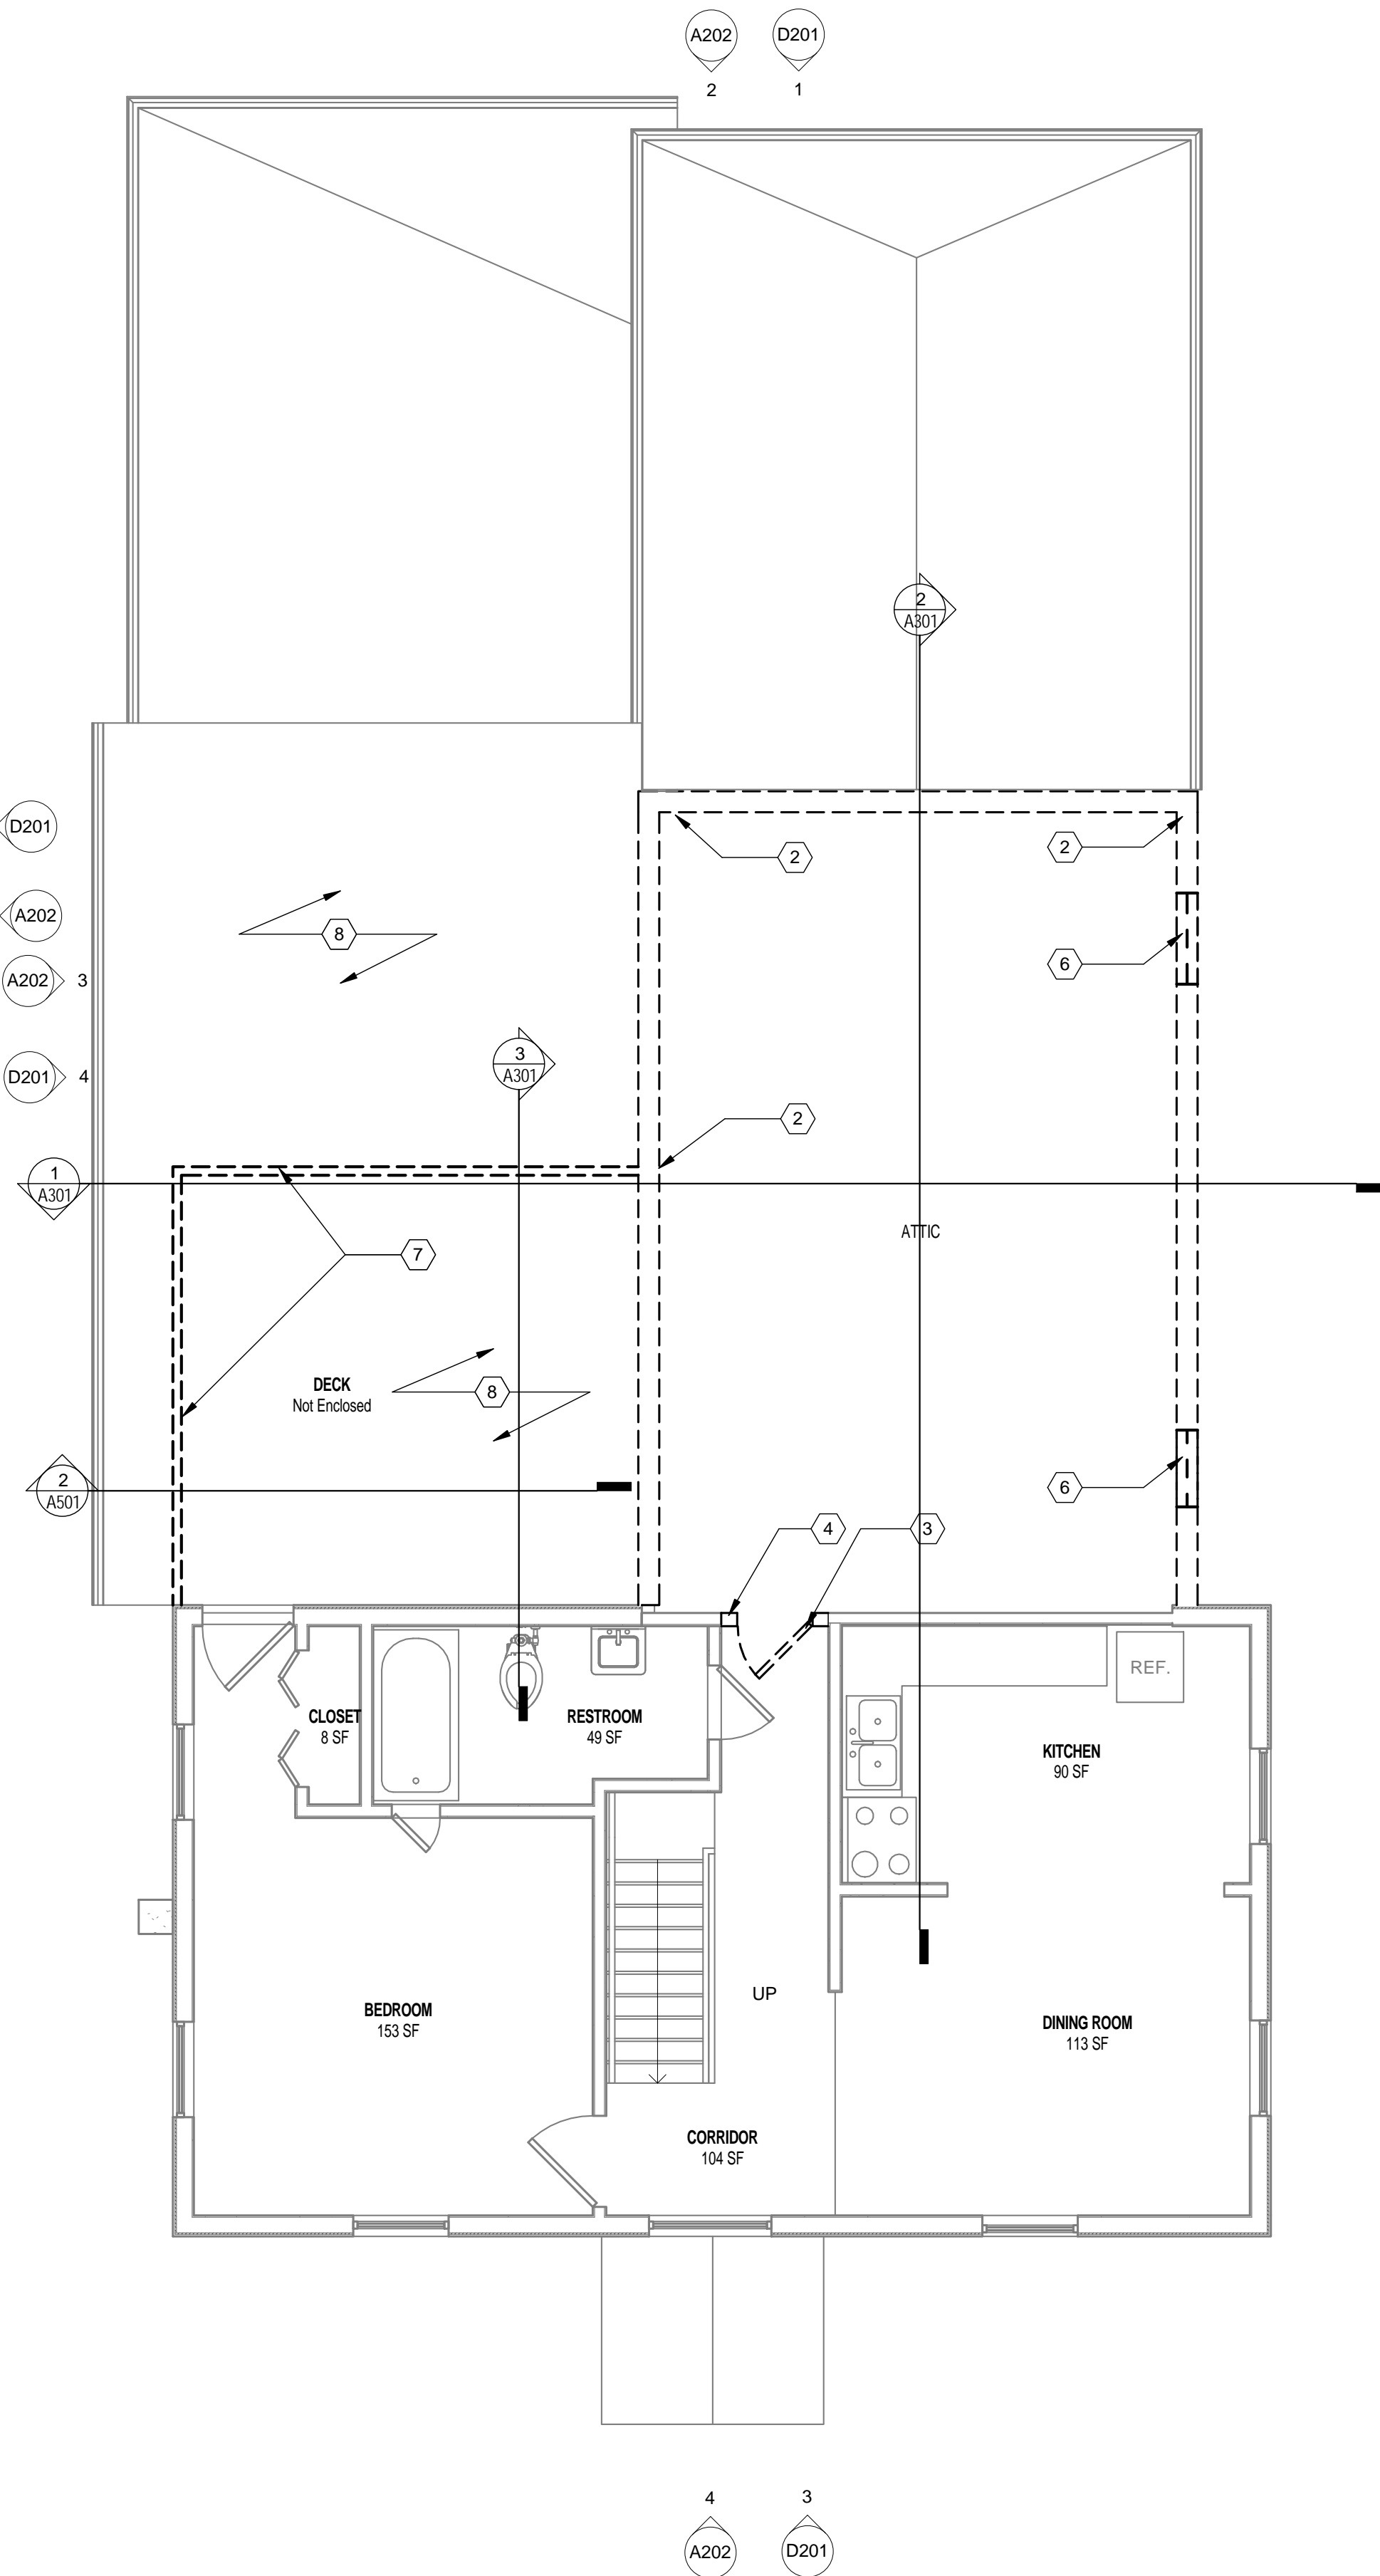 A202
D201
2
1
2
A301
D201
2
2
8
A202
6
A202
3
3
A301
D201
4
2
1
A301
ATTIC
7
DECK
Not Enclosed
8
2
A501
6
4
3
REF.
CLOSET
8 SF
RESTROOM
49 SF
KITCHEN
90 SF
UP
BEDROOM
153 SF
DINING ROOM
113 SF
CORRIDOR
104 SF
4
3
A202
D201